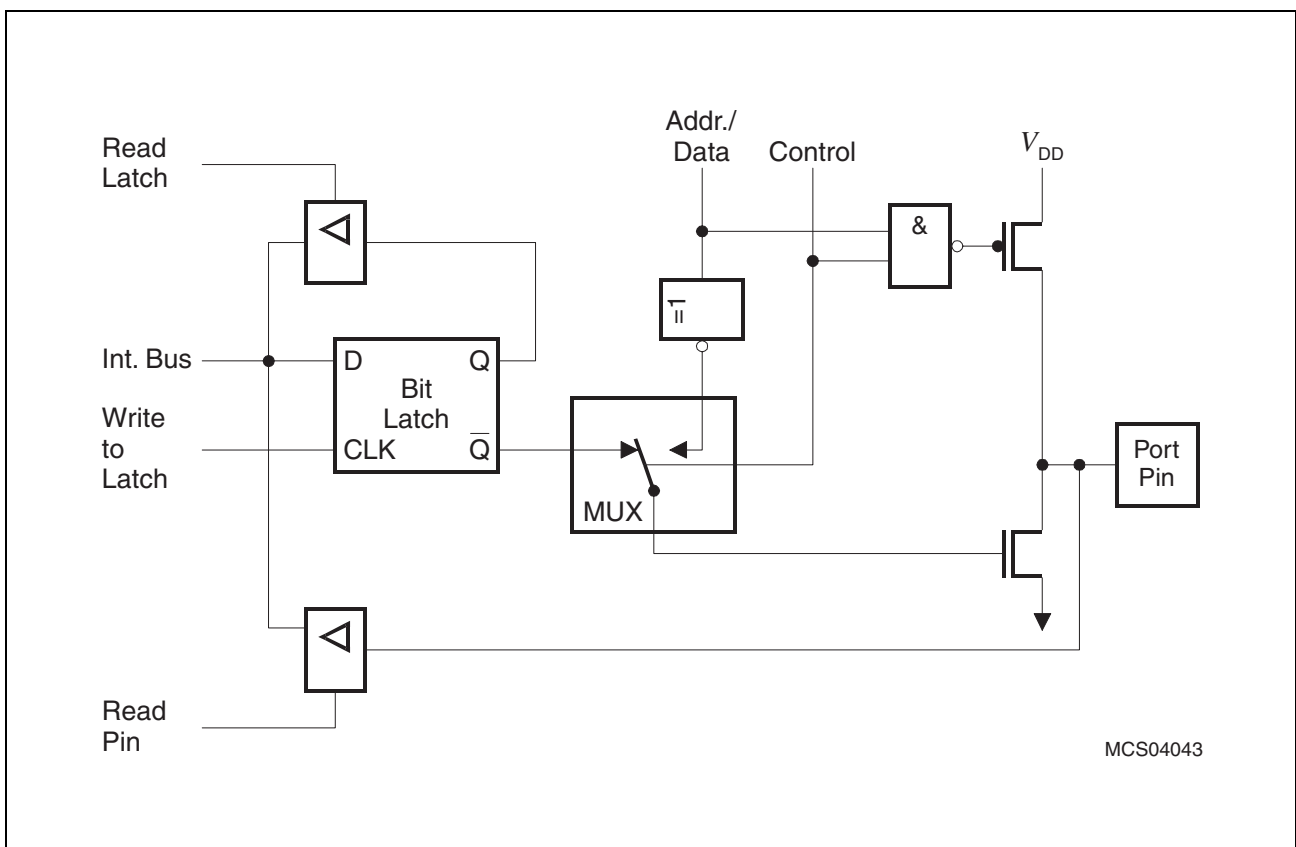 Addr./
Data
Control
V DD
Read
Latch
&
=1
Int. Bus
D
Q
Bit
Latch
Write
to
Latch
CLK
Q̅
MUX
Port
Pin
Read
Pin
MCS04043